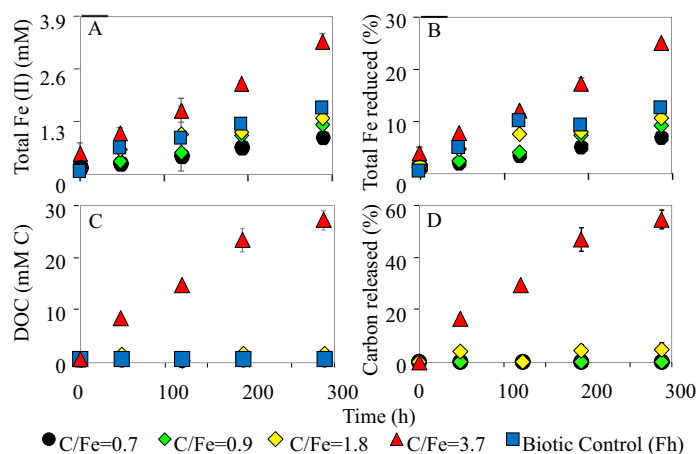 A
B
Total Fe (II) (mM)
3.9
2.6
1.3
0
Total Fe reduced (%)
30
20
10
0
C
D
DOC (mM C)
30
20
10
0
Carbon released (%)
60
40
20
0
0 100 200 300
0 100 200 300
Time (h)
C/Fe=0.7 C/Fe=0.9 C/Fe=1.8 C/Fe=3.7 Biotic Control (Fh)